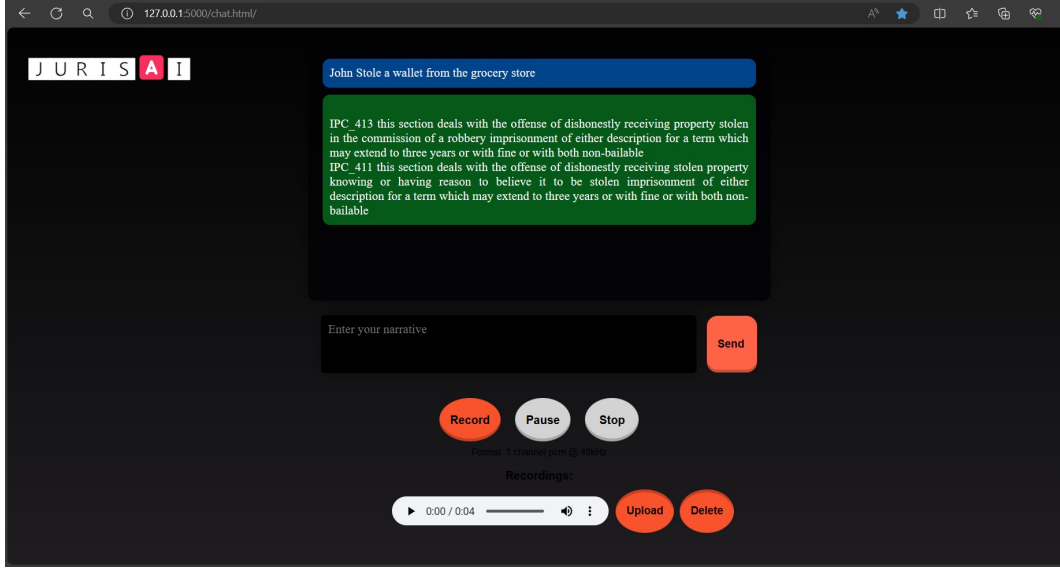 127.0.0.1:5000/chat.html/
JURISAI
John Stole a wallet from the grocery store
IPC_413 this section deals with the offense of dishonestly receiving property stolen
in the commission of a robbery imprisonment of either description for a term which
may extend to three years or with fine or with both non-bailable
IPC_411 this section deals with the offense of dishonestly receiving stolen property
knowing or having reason to believe it to be stolen imprisonment of either
description for a term which may extend to three years or with fine or with both non-
bailable
Enter your narrative
Send
Record Pause Stop
Format: 1 channel pcm @ 48kHz
Recordings:
0:00 / 0:04 Upload Delete